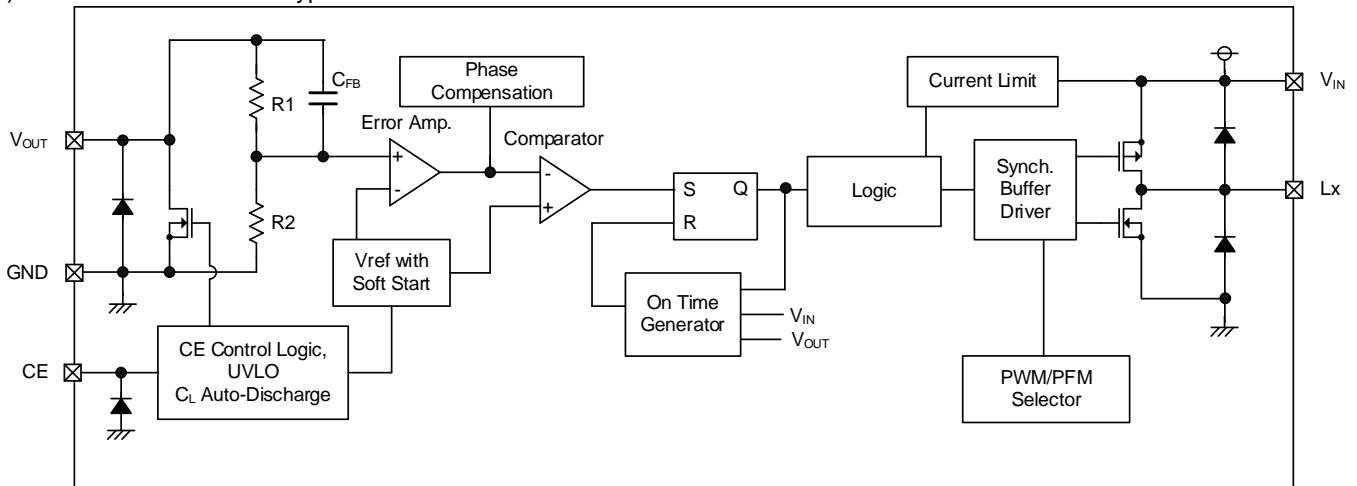 Phase
Compensation
Current Limit
V_IN
C_FB
R1
Error Amp.
Comparator
V_OUT
+
-
-
+
S
Q
R
Logic
Synch.
Buffer
Driver
Lx
R2
GND
Vref with
Soft Start
On Time
Generator
V_IN
V_OUT
CE
CE Control Logic,
UVLO
C_L Auto-Discharge
PWM/PFM
Selector